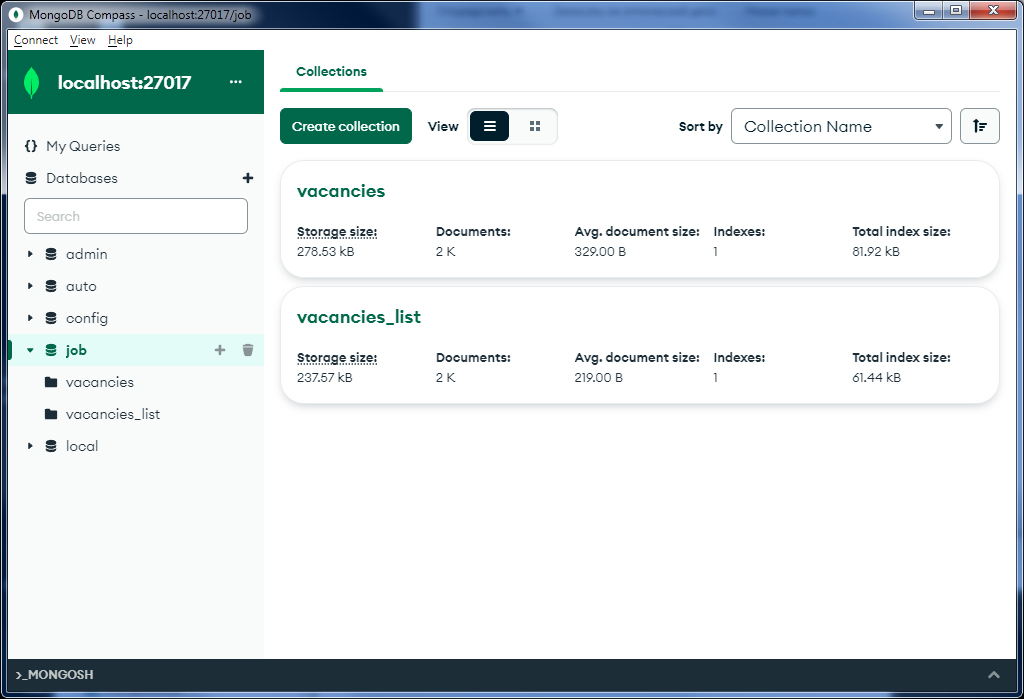 MongoDB Compass - localhost:27017/job
Connect View Help
localhost:27017 ...
{} My Queries
Databases +
Search
admin
auto
config
job +
vacancies
vacancies_list
local
Collections
Create collection View Sort by Collection Name
vacancies
Storage size: Documents: Avg. document size: Indexes: Total index size:
278.53 kB 2 K 329.00 B 1 81.92 kB
vacancies_list
Storage size: Documents: Avg. document size: Indexes: Total index size:
237.57 kB 2 K 219.00 B 1 61.44 kB
>_MONGOSH